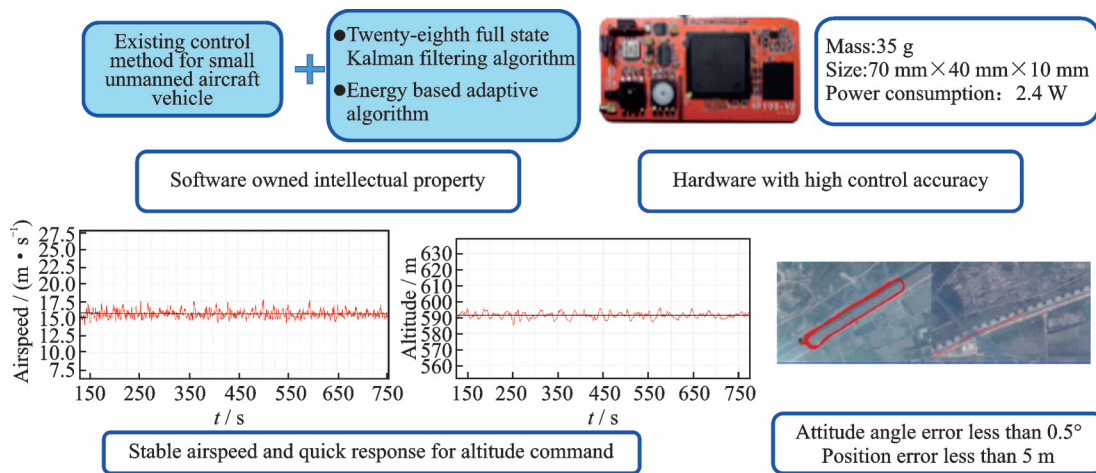 Existing control
method for small
unmanned aircraft
vehicle
+
●Twenty-eighth full state
Kalman filtering algorithm
●Energy based adaptive
algorithm
Mass:35 g
Size:70 mm×40 mm×10 mm
Power consumption：2.4 W
Software owned intellectual property
Hardware with high control accuracy
Airspeed / (m • s⁻¹)
27.5
25.0
22.5
20.0
17.5
15.0
12.5
10.0
7.5
150 250 350 450 550 650 750
t / s
Altitude / m
630
620
610
600
590
580
570
560
150 250 350 450 550 650 750
t / s
Stable airspeed and quick response for altitude command
Attitude angle error less than 0.5°
Position error less than 5 m